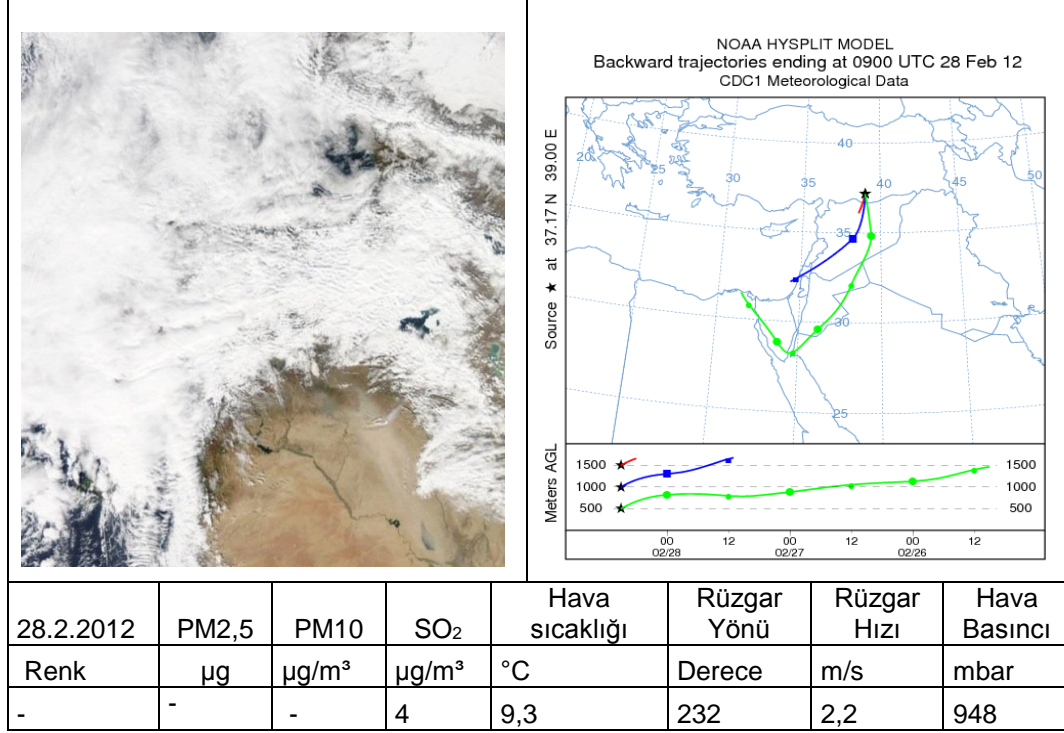 NOAA HYSPLIT MODEL
Backward trajectories ending at 0900 UTC 28 Feb 12
CDC1 Meteorological Data
Source ★ at 37.17 N 39.00 E
20
25
30
35
40
45
50
40
35
30
25
Meters AGL
1500 1500
1000 1000
500 500
00 12 00 12 00 12
02/28 02/27 02/26
28.2.2012 PM2,5 PM10 SO₂ Hava sıcaklığı Rüzgar Yönü Rüzgar Hızı Hava Basıncı
Renk µg µg/m³ µg/m³ °C Derece m/s mbar
- - - 4 9,3 232 2,2 948